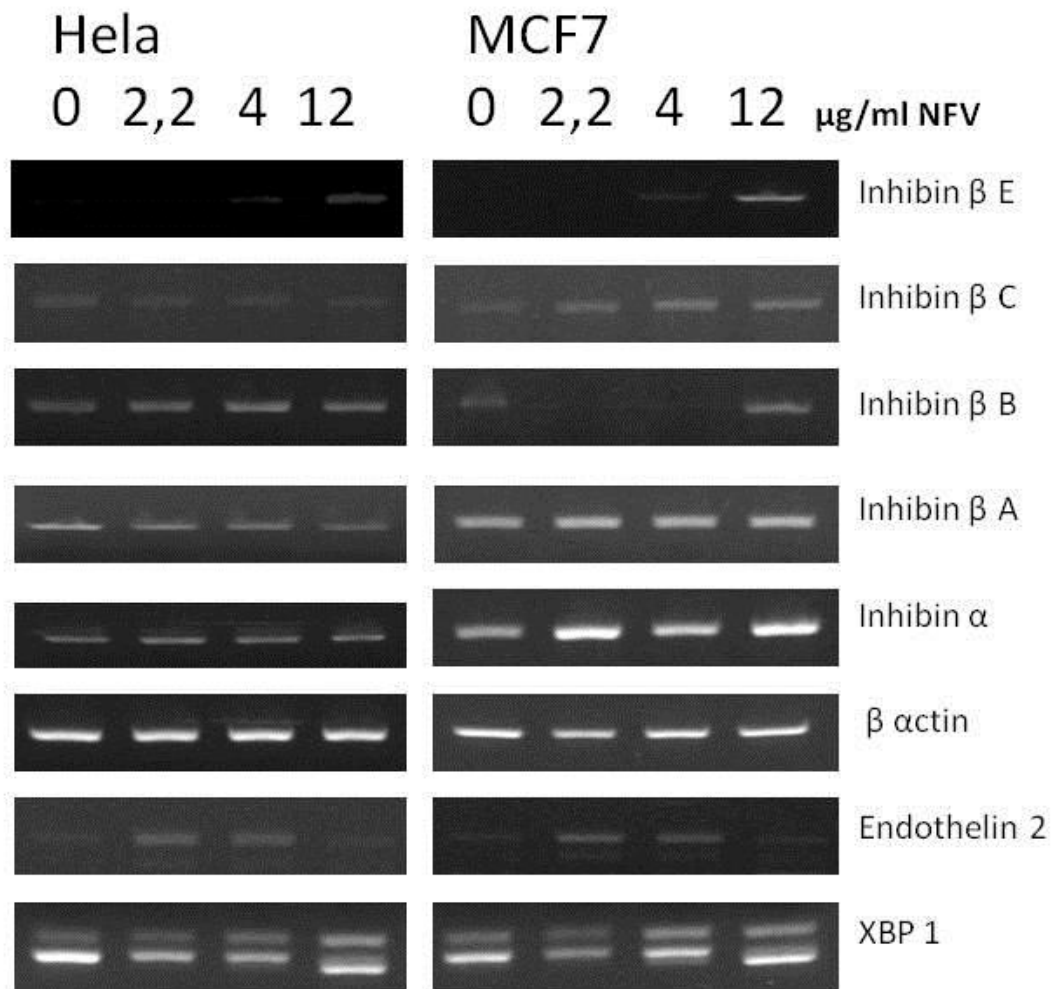 Hela MCF7
0 2,2 4 12 0 2,2 4 12 μg/ml NFV
Inhibin β E
Inhibin β C
Inhibin β B
Inhibin β A
Inhibin α
β αctin
Endothelin 2
XBP 1